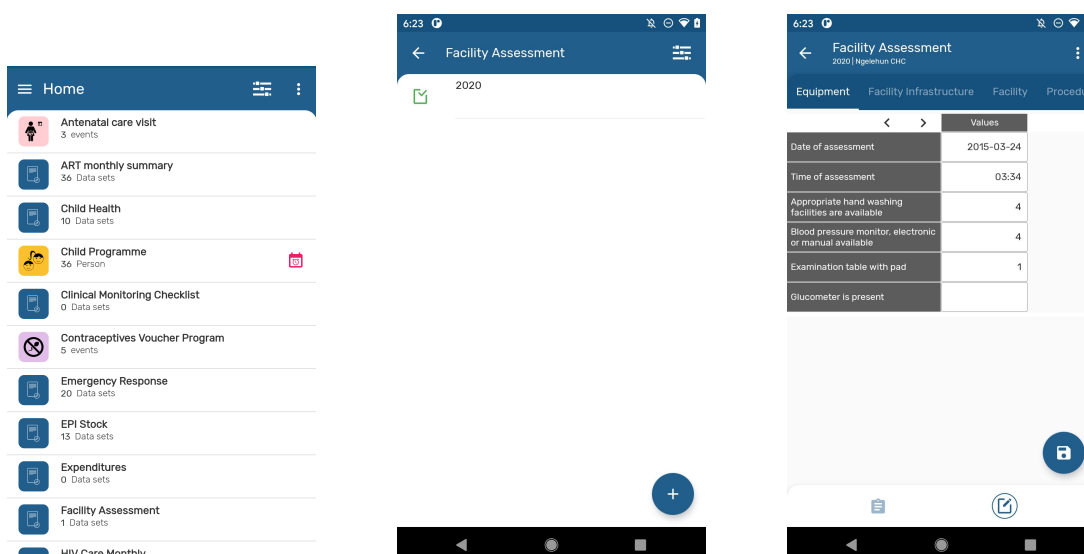 Home
Antenatal care visit
3 events
ART monthly summary
36 Data sets
Child Health
10 Data sets
Child Programme
36 Person
Clinical Monitoring Checklist
0 Data sets
Contraceptives Voucher Program
5 events
Emergency Response
20 Data sets
EPI Stock
13 Data sets
Expenditures
0 Data sets
Facility Assessment
1 Data sets
HIV Care Monthly
6:23
Facility Assessment
2020
6:23
Facility Assessment
2020 | Ngelehun CHC
Equipment Facility Infrastructure Facility Procedu
Values
Date of assessment 2015-03-24
Time of assessment 03:34
Appropriate hand washing
facilities are available 4
Blood pressure monitor, electronic
or manual available 4
Examination table with pad 1
Glucometer is present